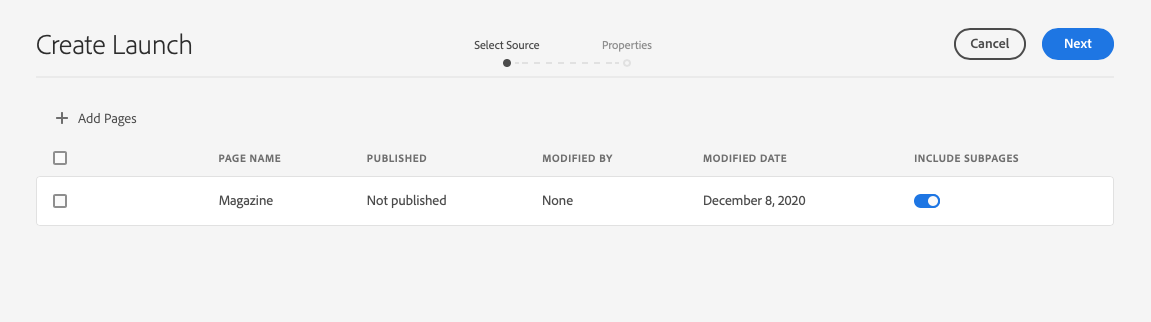 Create Launch
Select Source Properties
Cancel Next
Add Pages
PAGE NAME PUBLISHED MODIFIED BY MODIFIED DATE INCLUDE SUBPAGES
Magazine Not published None December 8, 2020